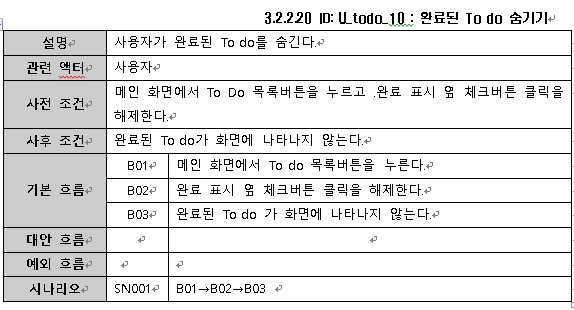 3.2.2.20 ID: U_todo_10 : 완료된 To do 숨기기
설명 사용자가 완료된 To do를 숨긴다.
관련 액터 사용자
사전 조건 메인 화면에서 To Do 목록버튼을 누르고 .완료 표시 옆 체크버튼 클릭을
해제한다.
사후 조건 완료된 To do가 화면에 나타나지 않는다.
기본 흐름 B01 메인 화면에서 To do 목록버튼을 누른다.
B02 완료 표시 옆 체크버튼 클릭을 해제한다.
B03 완료된 To do 가 화면에 나타나지 않는다.
대안 흐름
예외 흐름
시나리오 SN001 B01→B02→B03